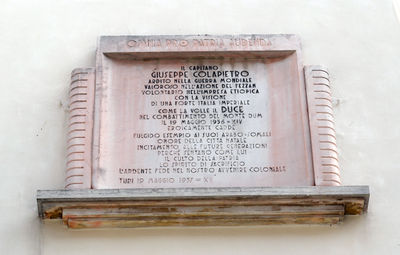 OMNIA PRO PATRIA AUDENDA
IL CAPITANO
GIUSEPPE COLAPIETRO
ARDITO NELLA GUERRA MONDIALE
VALOROSO NELL'AZIONE DEL FEZZAN
VOLONTARIO NELL'IMPRESA ETIOPICA
CON LA VISIONE
DI UNA FORTE ITALIA IMPERIALE
COME LA VOLLE IL DUCE
NEL COMBATTIMENTO DEL MONTE DUM
IL 19 MAGGIO 1936-XIV
EROICAMENTE CADDE
FULGIDO ESEMPIO AI SUOI ARABO-SOMALI
ONORE DELLA CITTÀ NATALE
INCITAMENTO ALLE FUTURE GENERAZIONI
PERCHÈ SENTANO COME LUI
IL CULTO DELLA PATRIA
LO SPIRITO DI SACRIFICIO
L'ARDENTE FEDE NEL NOSTRO AVVENIRE COLONIALE
TURI 19 MAGGIO 1937-